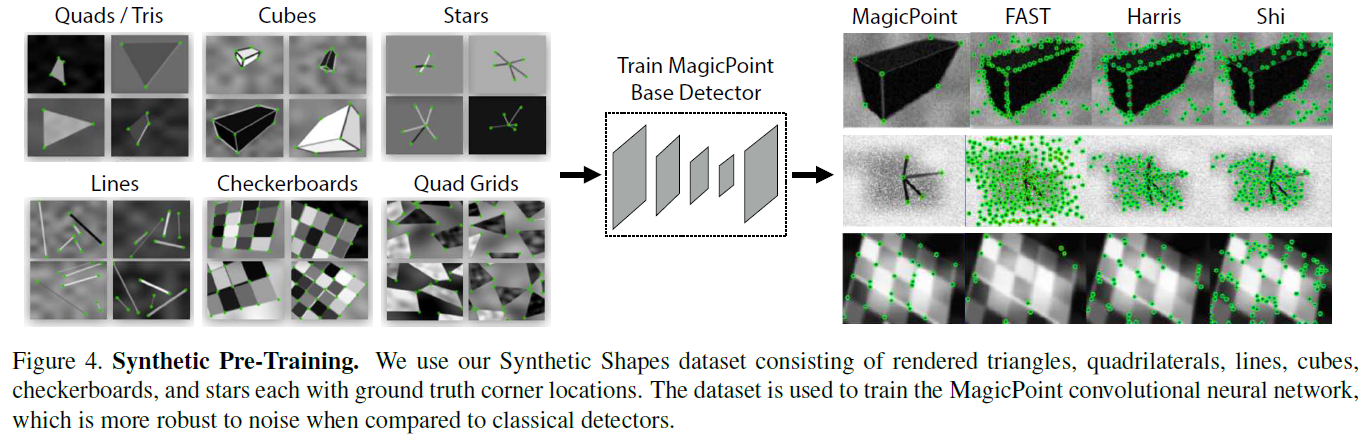 Quads / Tris
Cubes
Stars
Lines
Checkerboards
Quad Grids
Train MagicPoint
Base Detector
MagicPoint
FAST
Harris
Shi
Figure 4. Synthetic Pre-Training. We use our Synthetic Shapes dataset consisting of rendered triangles, quadrilaterals, lines, cubes,
checkerboards, and stars each with ground truth corner locations. The dataset is used to train the MagicPoint convolutional neural network,
which is more robust to noise when compared to classical detectors.